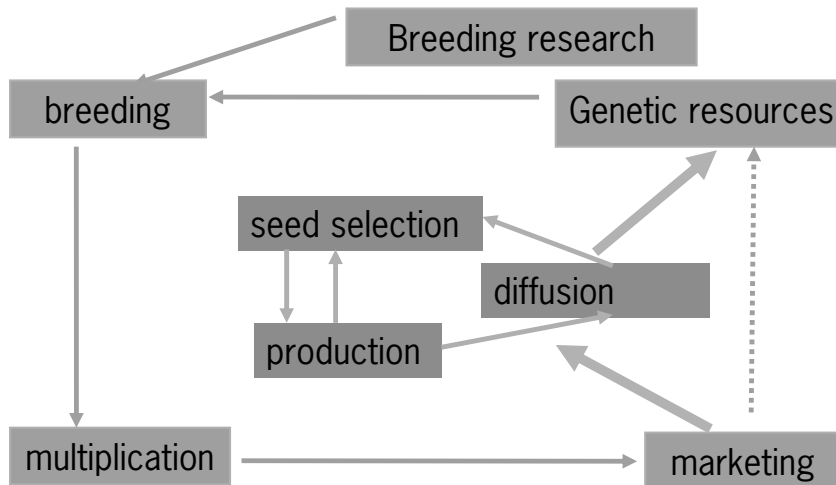 Breeding research
breeding
Genetic resources
seed selection
diffusion
production
multiplication
marketing